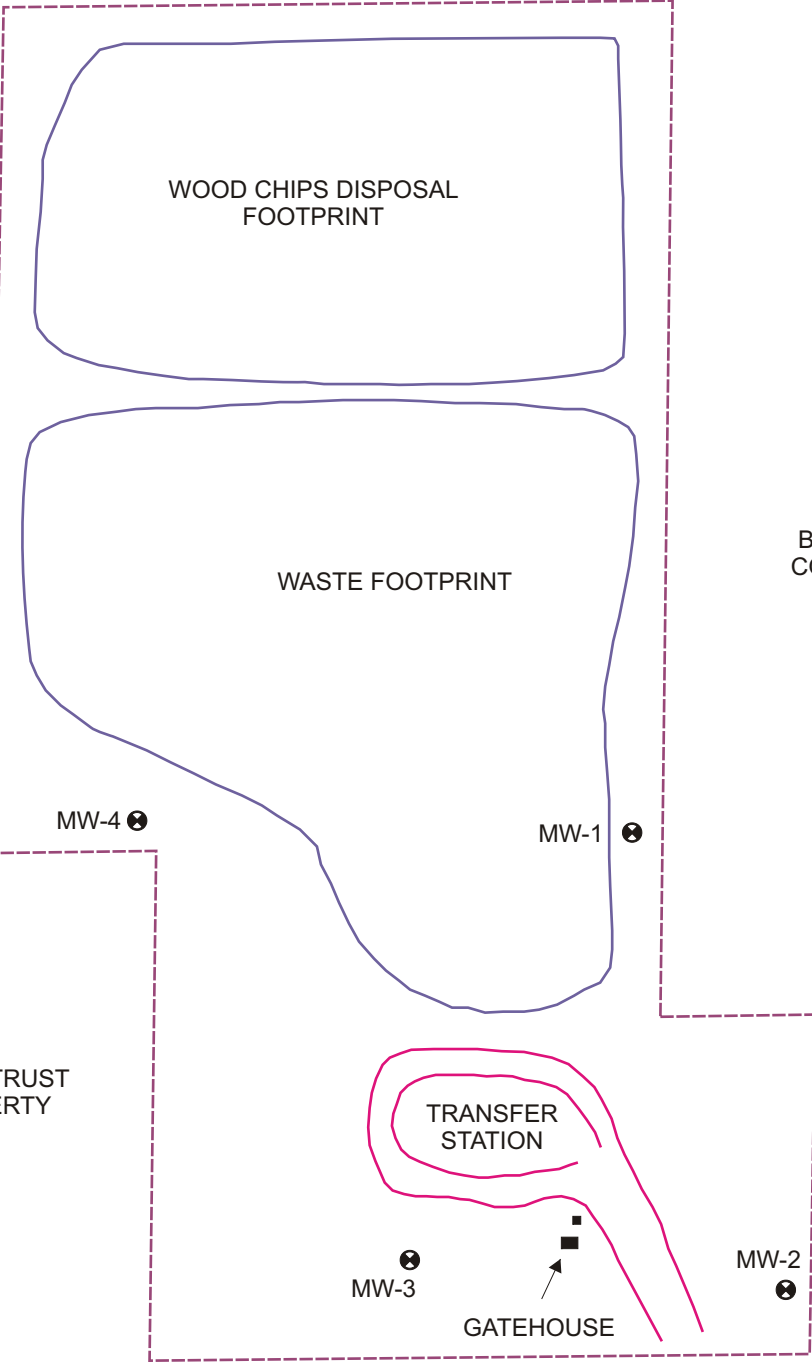 WOOD CHIPS DISPOSAL
FOOTPRINT
WASTE FOOTPRINT
MW-4
MW-1
TRANSFER
STATION
MW-2
MW-3
GATEHOUSE